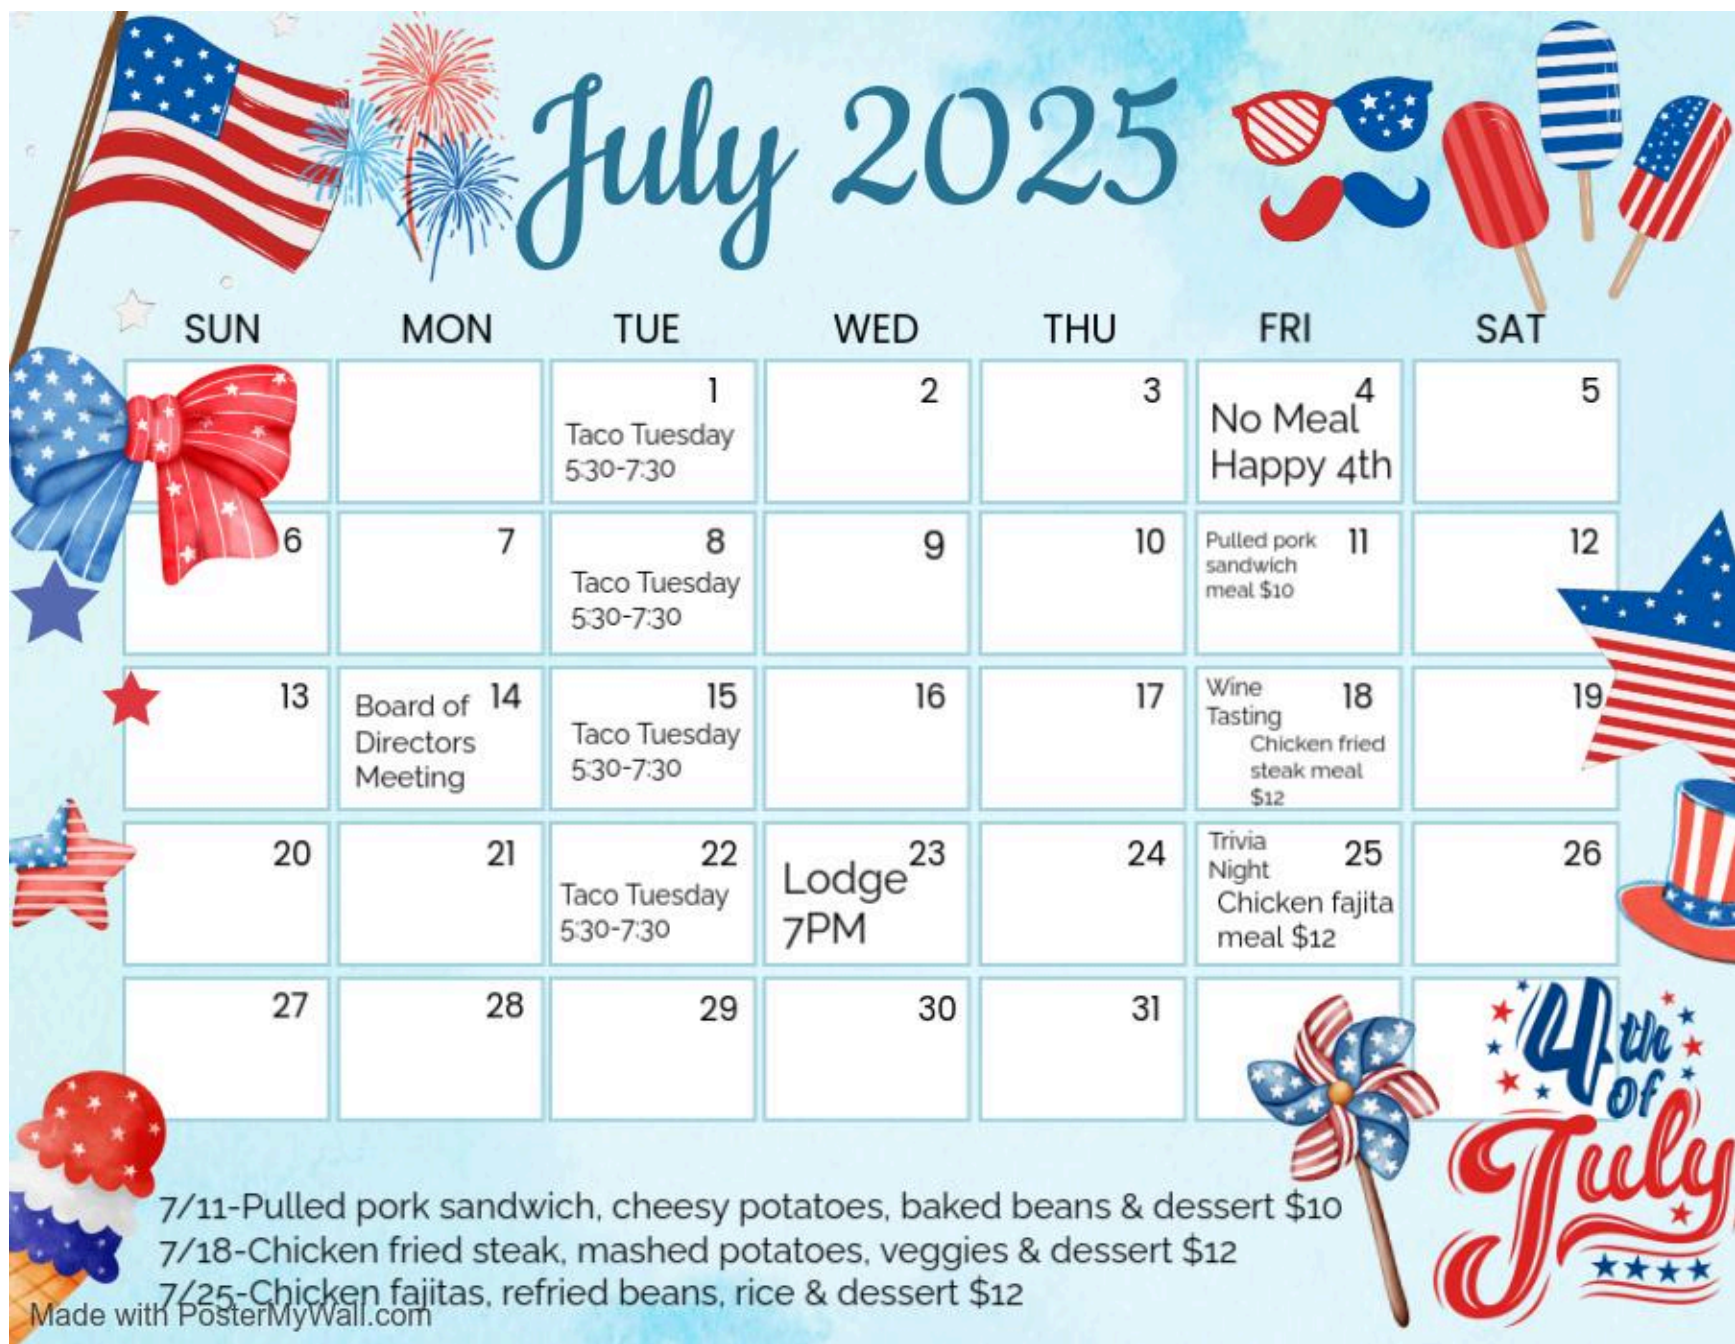 July 2025
SUN MON TUE WED THU FRI SAT
1 2 3 4 5
Taco Tuesday
5:30-7:30
No Meal
Happy 4th
6 7 8 9 10 11 12
Taco Tuesday
5:30-7:30
Pulled pork
sandwich
meal $10
13 14 15 16 17 18 19
Board of
Directors
Meeting
Taco Tuesday
5:30-7:30
Wine
Tasting
Chicken fried
steak meal
$12
20 21 22 23 24 25 26
Taco Tuesday
5:30-7:30
Lodge
7PM
Trivia
Night
Chicken fajita
meal $12
27 28 29 30 31
4th
of
July
7/11-Pulled pork sandwich, cheesy potatoes, baked beans & dessert $10
7/18-Chicken fried steak, mashed potatoes, veggies & dessert $12
7/25-Chicken fajitas, refried beans, rice & dessert $12
Made with PosterMyWall.com